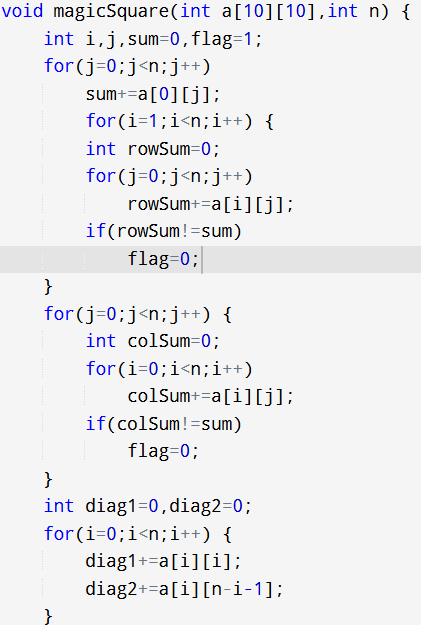 void magicSquare(int a[10][10],int n) {
    int i,j,sum=0,flag=1;
    for(j=0;j<n;j++)
        sum+=a[0][j];
        for(i=1;i<n;i++) {
        int rowSum=0;
        for(j=0;j<n;j++)
            rowSum+=a[i][j];
        if(rowSum!=sum)
            flag=0;
    }
    for(j=0;j<n;j++) {
        int colSum=0;
        for(i=0;i<n;i++)
            colSum+=a[i][j];
        if(colSum!=sum)
            flag=0;
    }
    int diag1=0,diag2=0;
    for(i=0;i<n;i++) {
        diag1+=a[i][i];
        diag2+=a[i][n-i-1];
    }